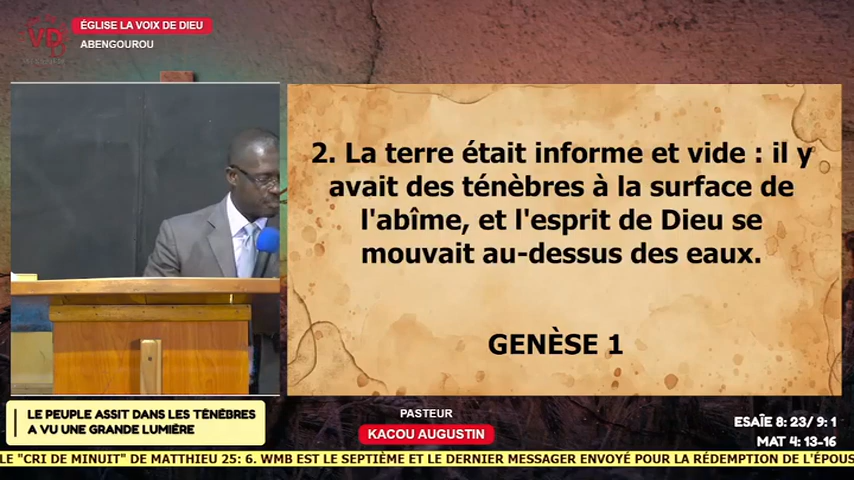 VD
ÉGLISE LA VOIX DE DIEU
ABENGOUROU
2. La terre était informe et vide : il y
avait des ténèbres à la surface de
l'abîme, et l'esprit de Dieu se
mouvait au-dessus des eaux.
GENÈSE 1
LE PEUPLE ASSIT DANS LES TÉNÈBRES
A VU UNE GRANDE LUMIÈRE
PASTEUR
KACOU AUGUSTIN
ESAÏE 8: 23/ 9: 1
MAT 4: 13-16
LE "CRI DE MINUIT" DE MATTHIEU 25: 6. WMB EST LE SEPTIÈME ET LE DERNIER MESSAGER ENVOYÉ POUR LA RÉDEMPTION DE L'ÉPOUS